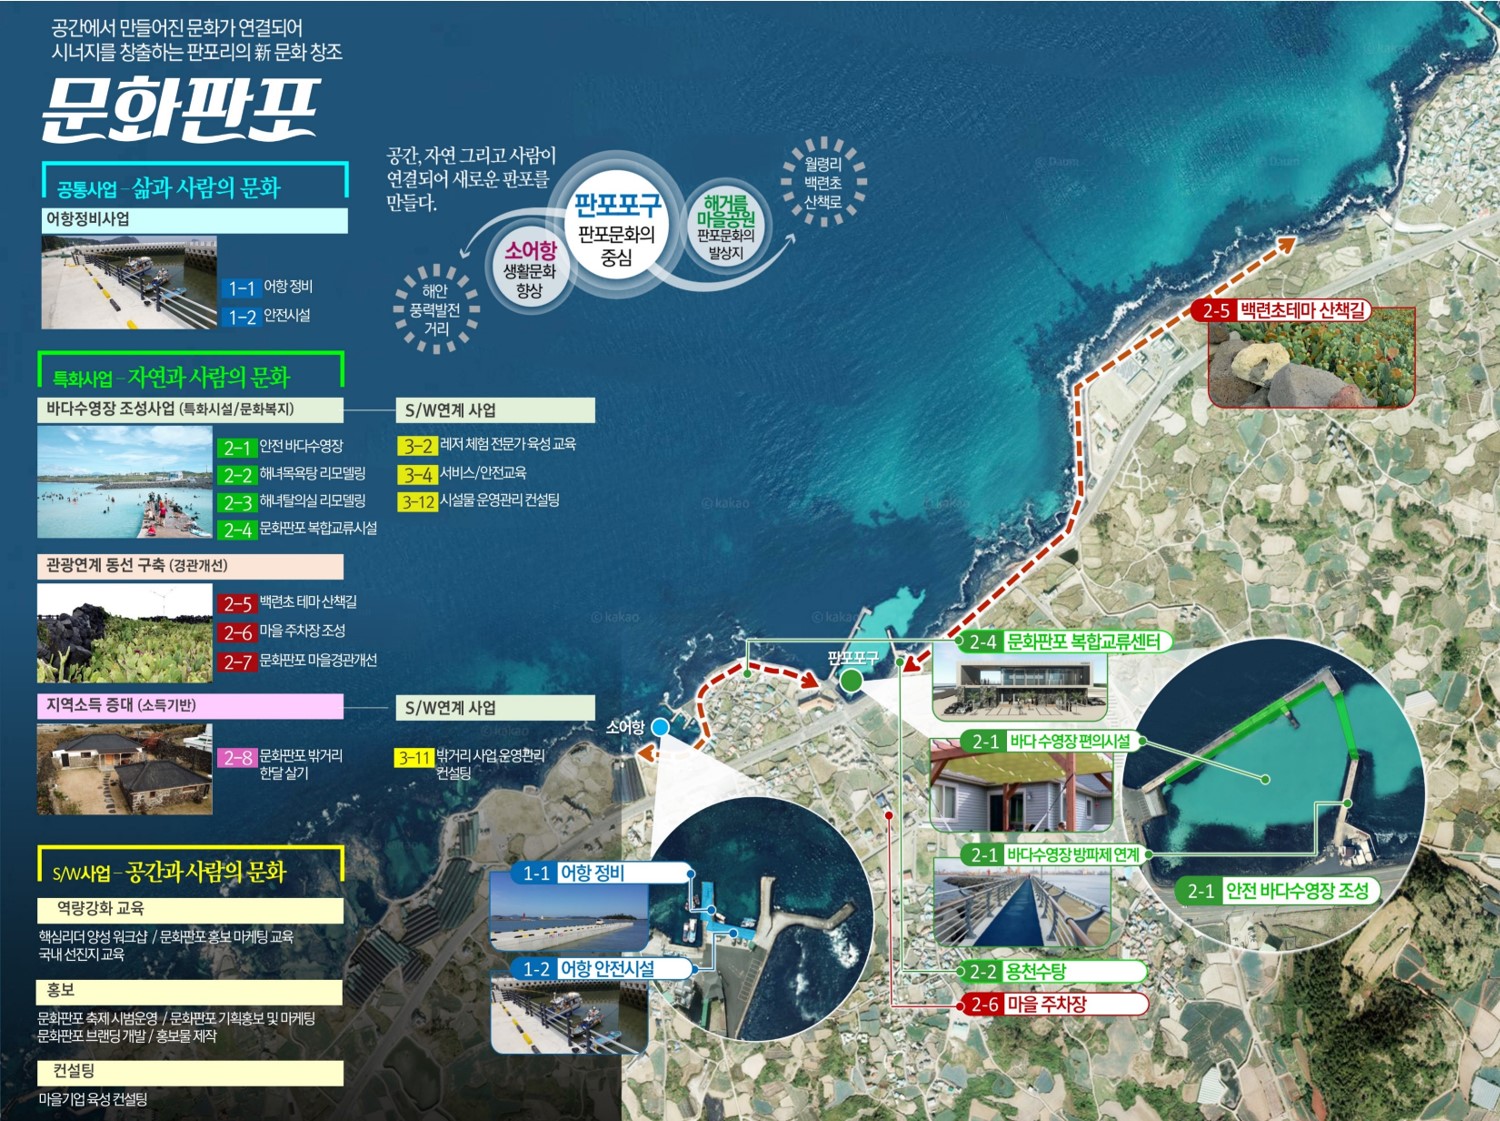 공간에서 만들어진 문화가 연결되어
시너지를 창출하는 판포리의 新 문화 창조
문화판포
공통사업 – 삶과 사람의 문화
어항정비사업
1-1 어항 정비
1-2 안전시설
특화사업 – 자연과 사람의 문화
바다수영장 조성사업 (특화시설/문화복지)
2-1 안전 바다수영장
2-2 해녀목욕탕 리모델링
2-3 해녀탈의실 리모델링
2-4 문화판포 복합교류시설
S/W연계 사업
3-2 레저 체험 전문가 육성 교육
3-4 서비스/안전교육
3-12 시설물 운영관리 컨설팅
관광연계 동선 구축 (경관개선)
2-5 백련초 테마 산책길
2-6 마을 주차장 조성
2-7 문화판포 마을경관개선
지역소득 증대 (소득기반)
2-8 문화판포 밖거리
한달 살기
S/W연계 사업
3-11 밖거리 사업 운영관리
컨설팅
S/W사업 – 공간과 사람의 문화
역량강화 교육
핵심리더 양성 워크샵 / 문화판포 홍보 마케팅 교육
국내 선진지 교육
홍보
문화판포 축제 시범운영 / 문화판포 기획홍보 및 마케팅
문화판포 브랜딩 개발 / 홍보물 제작
컨설팅
마을기업 육성 컨설팅
공간, 자연 그리고 사람이
연결되어 새로운 판포를
만들다.
해안
풍력발전
거리
소어항
생활문화
향상
판포포구
판포문화의
중심
해거름
마을공원
판포문화의
발상지
월령리
백련초
산책로
2-5 백련초테마 산책길
판포포구
소어항
2-4 문화판포 복합교류센터
2-1 바다 수영장 편의시설
2-1 바다수영장 방파제 연계
2-1 안전 바다수영장 조성
2-2 용천수탕
2-6 마을 주차장
1-1 어항 정비
1-2 어항 안전시설
© kakao
© kakao
© kakao
© kakao
© kakao
© Daum
© Daum